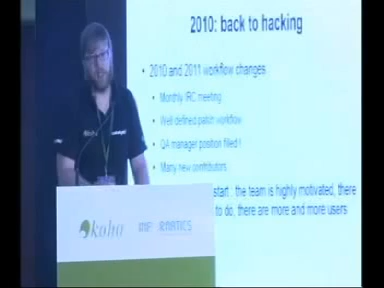 2010: back to hacking
• 2010 and 2011 workflow changes
• Monthly IRC meeting
• Well defined patch workflow
• QA manager position filled !
• Many new contributors
start : the team is highly motivated, there
to do, there are more and more users
koha